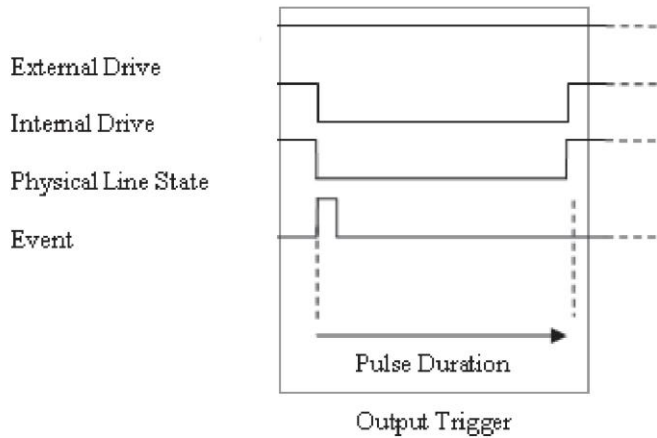 External Drive
Internal Drive
Physical Line State
Event
Pulse Duration
Output Trigger